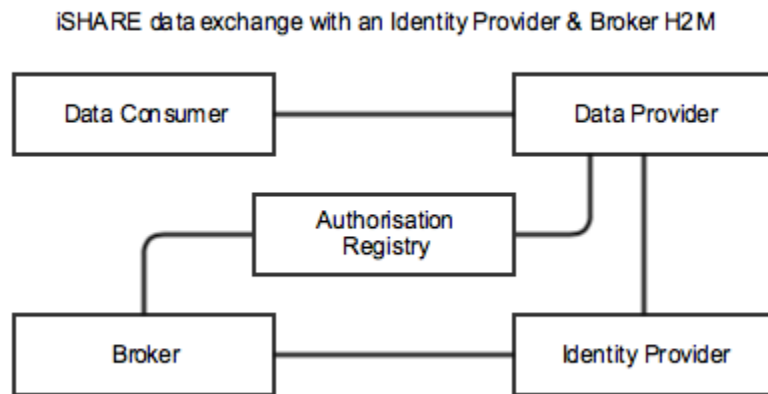 iSHARE data exchange with an Identity Provider & Broker H2M
Data Consumer
Data Provider
Authorisation
Registry
Broker
Identity Provider